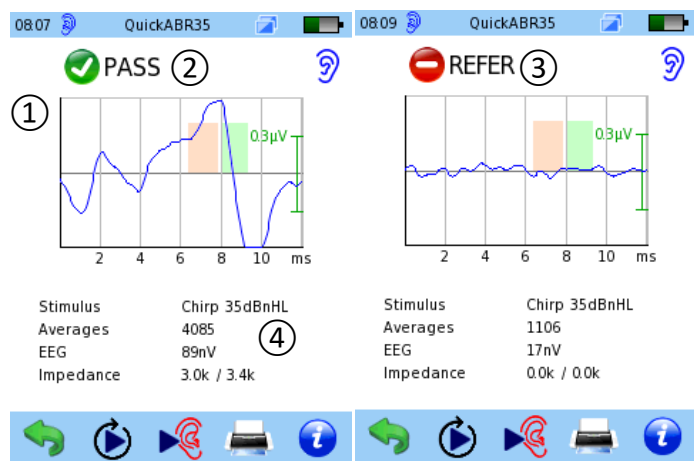 08:07 QuickABR35
PASS ②
①
0.3µV
2 4 6 8 10 ms
Stimulus Chirp 35dBnHL
Averages 4085
EEG 89nV
④
Impedance 3.0k / 3.4k
08:09 QuickABR35
REFER ③
0.3µV
2 4 6 8 10 ms
Stimulus Chirp 35dBnHL
Averages 1106
EEG 17nV
Impedance 0.0k / 0.0k